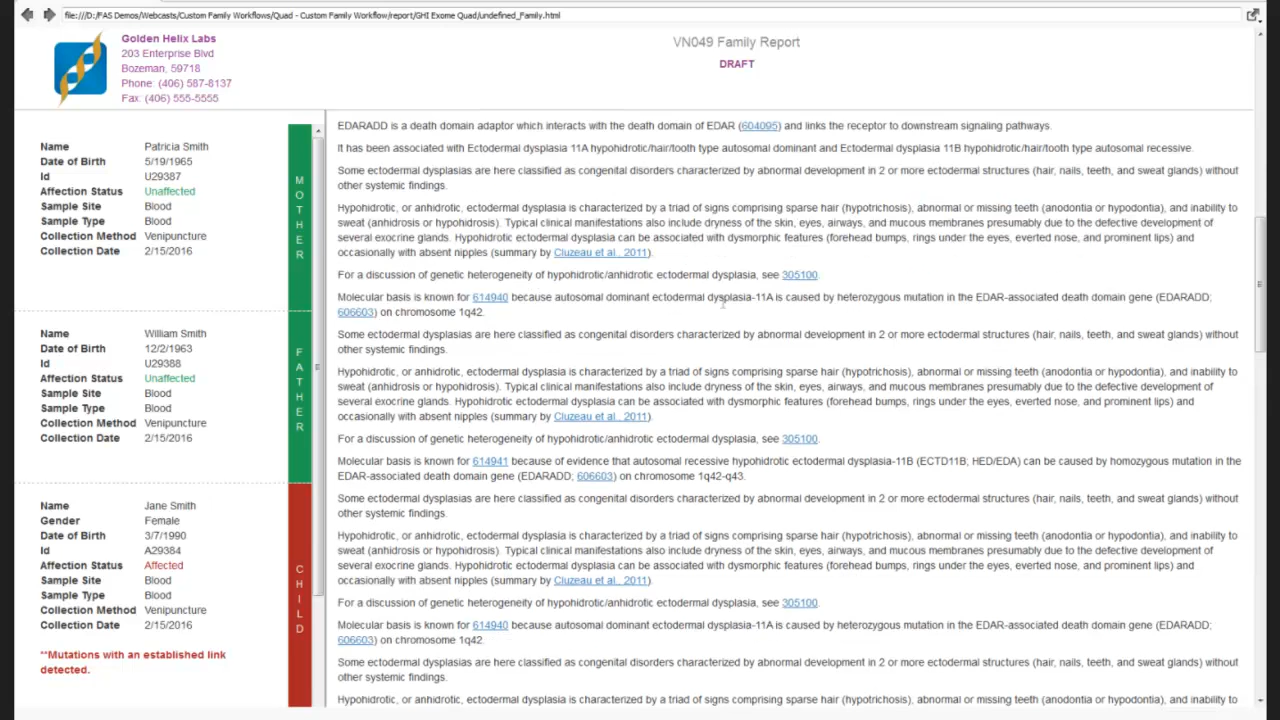 file:///D:/FAS Demos/Webcasts/Custom Family Workflows/Quad - Custom Family Workflow/report/GHI Exome Quad/undefined_Family.html
Golden Helix Labs
203 Enterprise Blvd
Bozeman, 59718
Phone: (406) 587-8137
Fax: (406) 555-5555
VN049 Family Report
DRAFT
Name Patricia Smith
Date of Birth 5/19/1965
Id U29387
Affection Status Unaffected
Sample Site Blood
Sample Type Blood
Collection Method Venipuncture
Collection Date 2/15/2016
MOTHER
Name William Smith
Date of Birth 12/2/1963
Id U29388
Affection Status Unaffected
Sample Site Blood
Sample Type Blood
Collection Method Venipuncture
Collection Date 2/15/2016
FATHER
Name Jane Smith
Gender Female
Date of Birth 3/7/1990
Id A29384
Affection Status Affected
Sample Site Blood
Sample Type Blood
Collection Method Venipuncture
Collection Date 2/15/2016
**Mutations with an established link
detected.
CHILD
EDARADD is a death domain adaptor which interacts with the death domain of EDAR (604095) and links the receptor to downstream signaling pathways.
It has been associated with Ectodermal dysplasia 11A hypohidrotic/hair/tooth type autosomal dominant and Ectodermal dysplasia 11B hypohidrotic/hair/tooth type autosomal recessive.
Some ectodermal dysplasias are here classified as congenital disorders characterized by abnormal development in 2 or more ectodermal structures (hair, nails, teeth, and sweat glands) without
other systemic findings.
Hypohidrotic, or anhidrotic, ectodermal dysplasia is characterized by a triad of signs comprising sparse hair (hypotrichosis), abnormal or missing teeth (anodontia or hypodontia), and inability to
sweat (anhidrosis or hypohidrosis). Typical clinical manifestations also include dryness of the skin, eyes, airways, and mucous membranes presumably due to the defective development of
several exocrine glands. Hypohidrotic ectodermal dysplasia can be associated with dysmorphic features (forehead bumps, rings under the eyes, everted nose, and prominent lips) and
occasionally with absent nipples (summary by Cluzeau et al., 2011).
For a discussion of genetic heterogeneity of hypohidrotic/anhidrotic ectodermal dysplasia, see 305100.
Molecular basis is known for 614940 because autosomal dominant ectodermal dysplasia-11A is caused by heterozygous mutation in the EDAR-associated death domain gene (EDARADD;
606603) on chromosome 1q42.
Some ectodermal dysplasias are here classified as congenital disorders characterized by abnormal development in 2 or more ectodermal structures (hair, nails, teeth, and sweat glands) without
other systemic findings.
Hypohidrotic, or anhidrotic, ectodermal dysplasia is characterized by a triad of signs comprising sparse hair (hypotrichosis), abnormal or missing teeth (anodontia or hypodontia), and inability to
sweat (anhidrosis or hypohidrosis). Typical clinical manifestations also include dryness of the skin, eyes, airways, and mucous membranes presumably due to the defective development of
several exocrine glands. Hypohidrotic ectodermal dysplasia can be associated with dysmorphic features (forehead bumps, rings under the eyes, everted nose, and prominent lips) and
occasionally with absent nipples (summary by Cluzeau et al., 2011).
For a discussion of genetic heterogeneity of hypohidrotic/anhidrotic ectodermal dysplasia, see 305100.
Molecular basis is known for 614941 because of evidence that autosomal recessive hypohidrotic ectodermal dysplasia-11B (ECTD11B; HED/EDA) can be caused by homozygous mutation in the
EDAR-associated death domain gene (EDARADD; 606603) on chromosome 1q42-q43.
Some ectodermal dysplasias are here classified as congenital disorders characterized by abnormal development in 2 or more ectodermal structures (hair, nails, teeth, and sweat glands) without
other systemic findings.
Hypohidrotic, or anhidrotic, ectodermal dysplasia is characterized by a triad of signs comprising sparse hair (hypotrichosis), abnormal or missing teeth (anodontia or hypodontia), and inability to
sweat (anhidrosis or hypohidrosis). Typical clinical manifestations also include dryness of the skin, eyes, airways, and mucous membranes presumably due to the defective development of
several exocrine glands. Hypohidrotic ectodermal dysplasia can be associated with dysmorphic features (forehead bumps, rings under the eyes, everted nose, and prominent lips) and
occasionally with absent nipples (summary by Cluzeau et al., 2011).
For a discussion of genetic heterogeneity of hypohidrotic/anhidrotic ectodermal dysplasia, see 305100.
Molecular basis is known for 614940 because autosomal dominant ectodermal dysplasia-11A is caused by heterozygous mutation in the EDAR-associated death domain gene (EDARADD;
606603) on chromosome 1q42.
Some ectodermal dysplasias are here classified as congenital disorders characterized by abnormal development in 2 or more ectodermal structures (hair, nails, teeth, and sweat glands) without
other systemic findings.
Hypohidrotic, or anhidrotic, ectodermal dysplasia is characterized by a triad of signs comprising sparse hair (hypotrichosis), abnormal or missing teeth (anodontia or hypodontia), and inability to